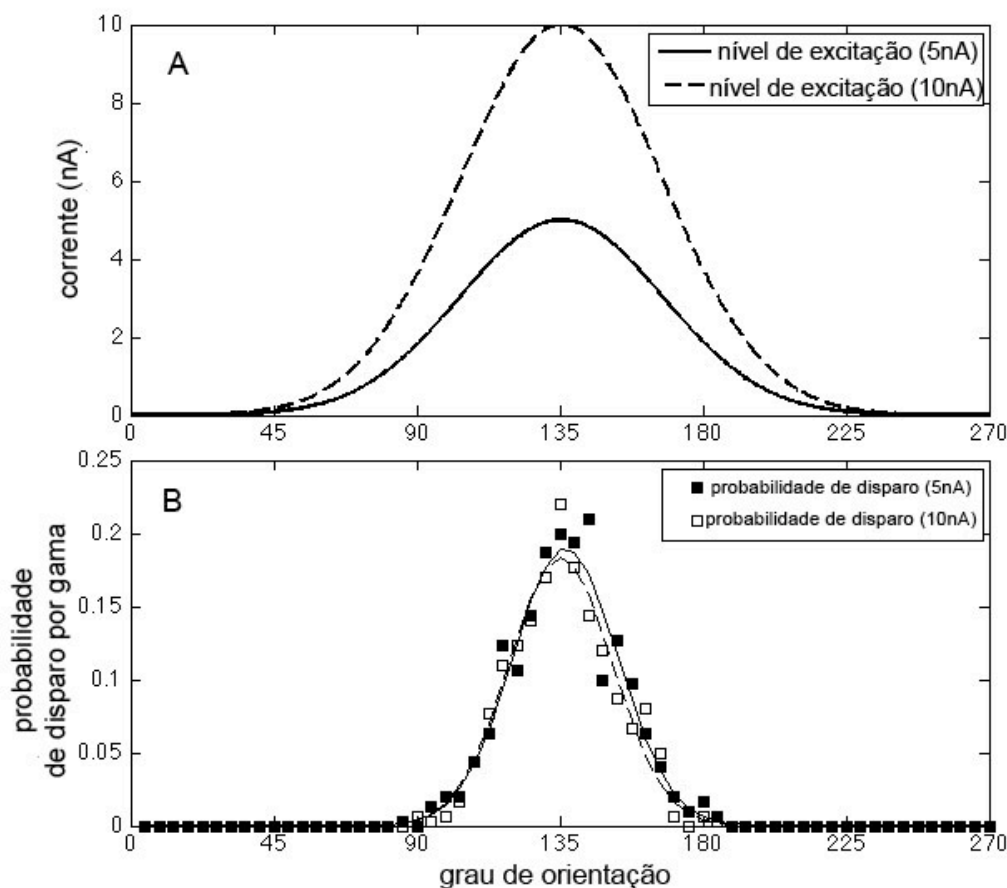 A
nível de excitação (5nA)
nível de excitação (10nA)
corrente (nA)
10
8
6
4
2
0
0 45 90 135 180 225 270
B
probabilidade de disparo (5nA)
probabilidade de disparo (10nA)
probabilidade
de disparo por gama
0.25
0.2
0.15
0.1
0.05
0
0 45 90 135 180 225 270
grau de orientação